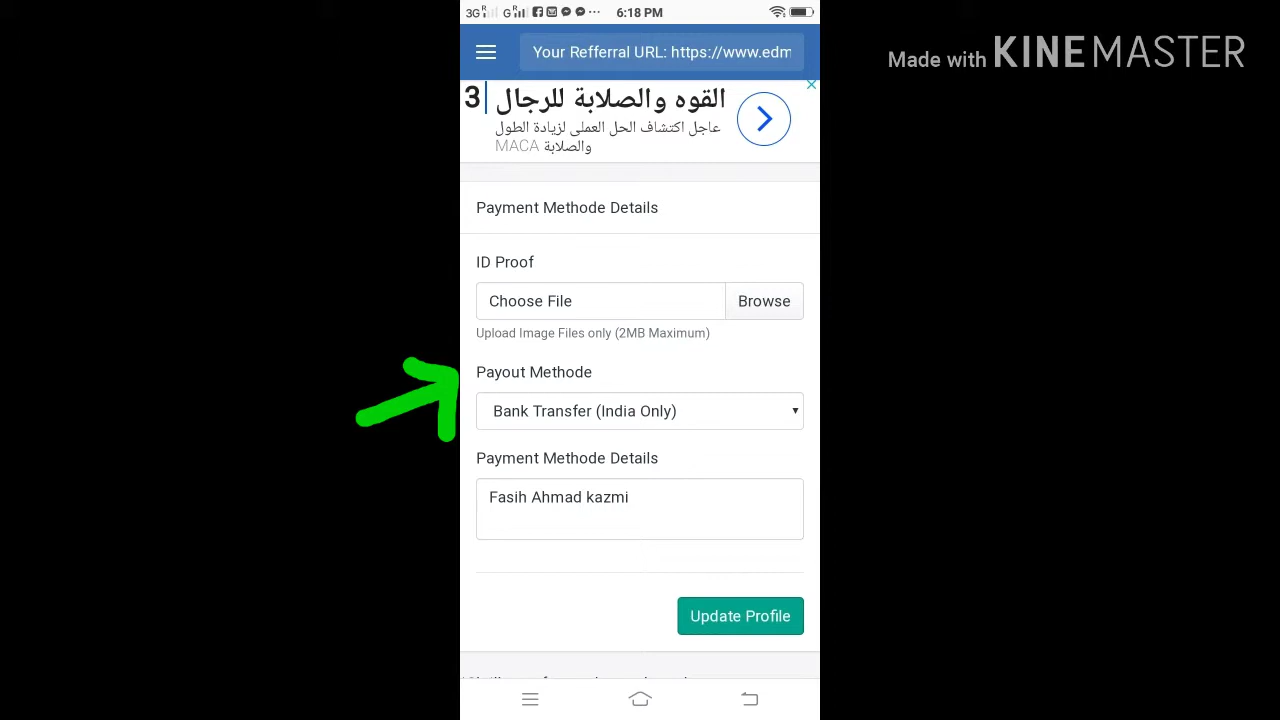 3G R G R ... 6:18 PM
Made with KINEMASTER
Your Refferral URL: https://www.edm
3 القوه والصلابة للرجال
عاجل اكتشاف الحل العملى لزيادة الطول
والصلابة MACA
Payment Methode Details
ID Proof
Choose File Browse
Upload Image Files only (2MB Maximum)
Payout Methode
Bank Transfer (India Only)
Payment Methode Details
Fasih Ahmad kazmi
Update Profile